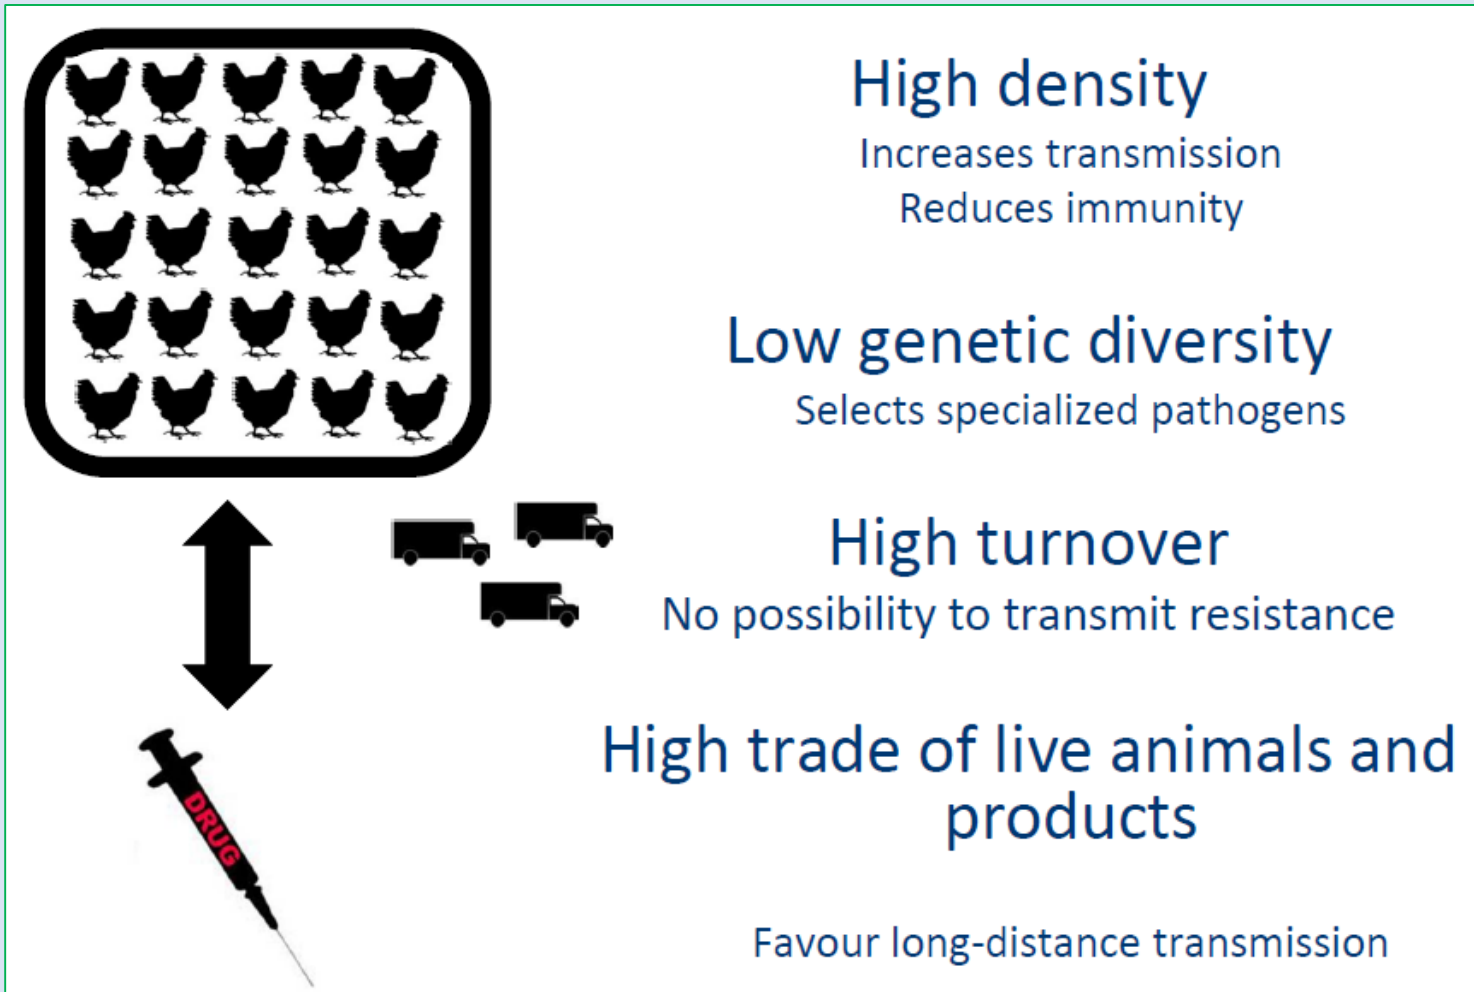 High density
Increases transmission
Reduces immunity
Low genetic diversity
Selects specialized pathogens
High turnover
No possibility to transmit resistance
High trade of live animals and
products
Favour long-distance transmission
DRUG